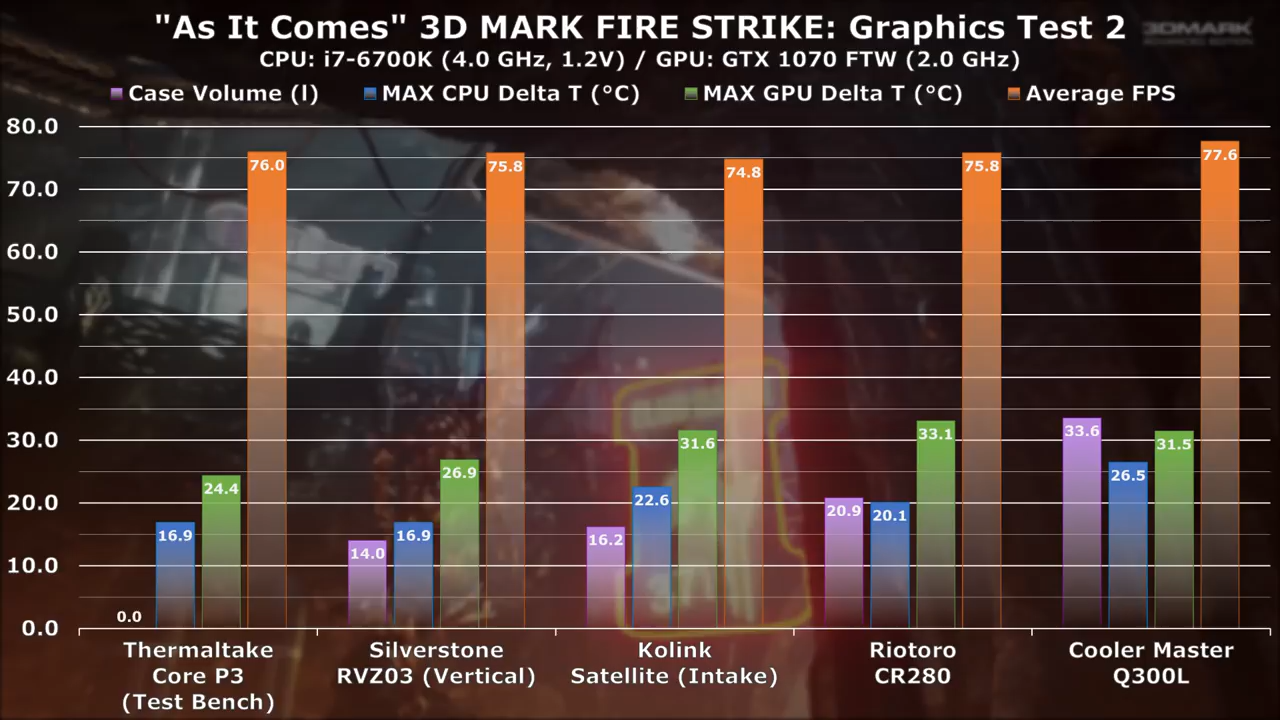 "As It Comes" 3D MARK FIRE STRIKE: Graphics Test 2
3DMARK
ADVANCED EDITION
CPU: i7-6700K (4.0 GHz, 1.2V) / GPU: GTX 1070 FTW (2.0 GHz)
Case Volume (l) MAX CPU Delta T (°C) MAX GPU Delta T (°C) Average FPS
80.0
70.0
60.0
50.0
40.0
30.0
20.0
10.0
0.0
0.0 16.9 24.4 76.0
14.0 16.9 26.9 75.8
16.2 22.6 31.6 74.8
20.9 20.1 33.1 75.8
33.6 26.5 31.5 77.6
Thermaltake
Core P3
(Test Bench)
Silverstone
RVZ03 (Vertical)
Kolink
Satellite (Intake)
Riotoro
CR280
Cooler Master
Q300L